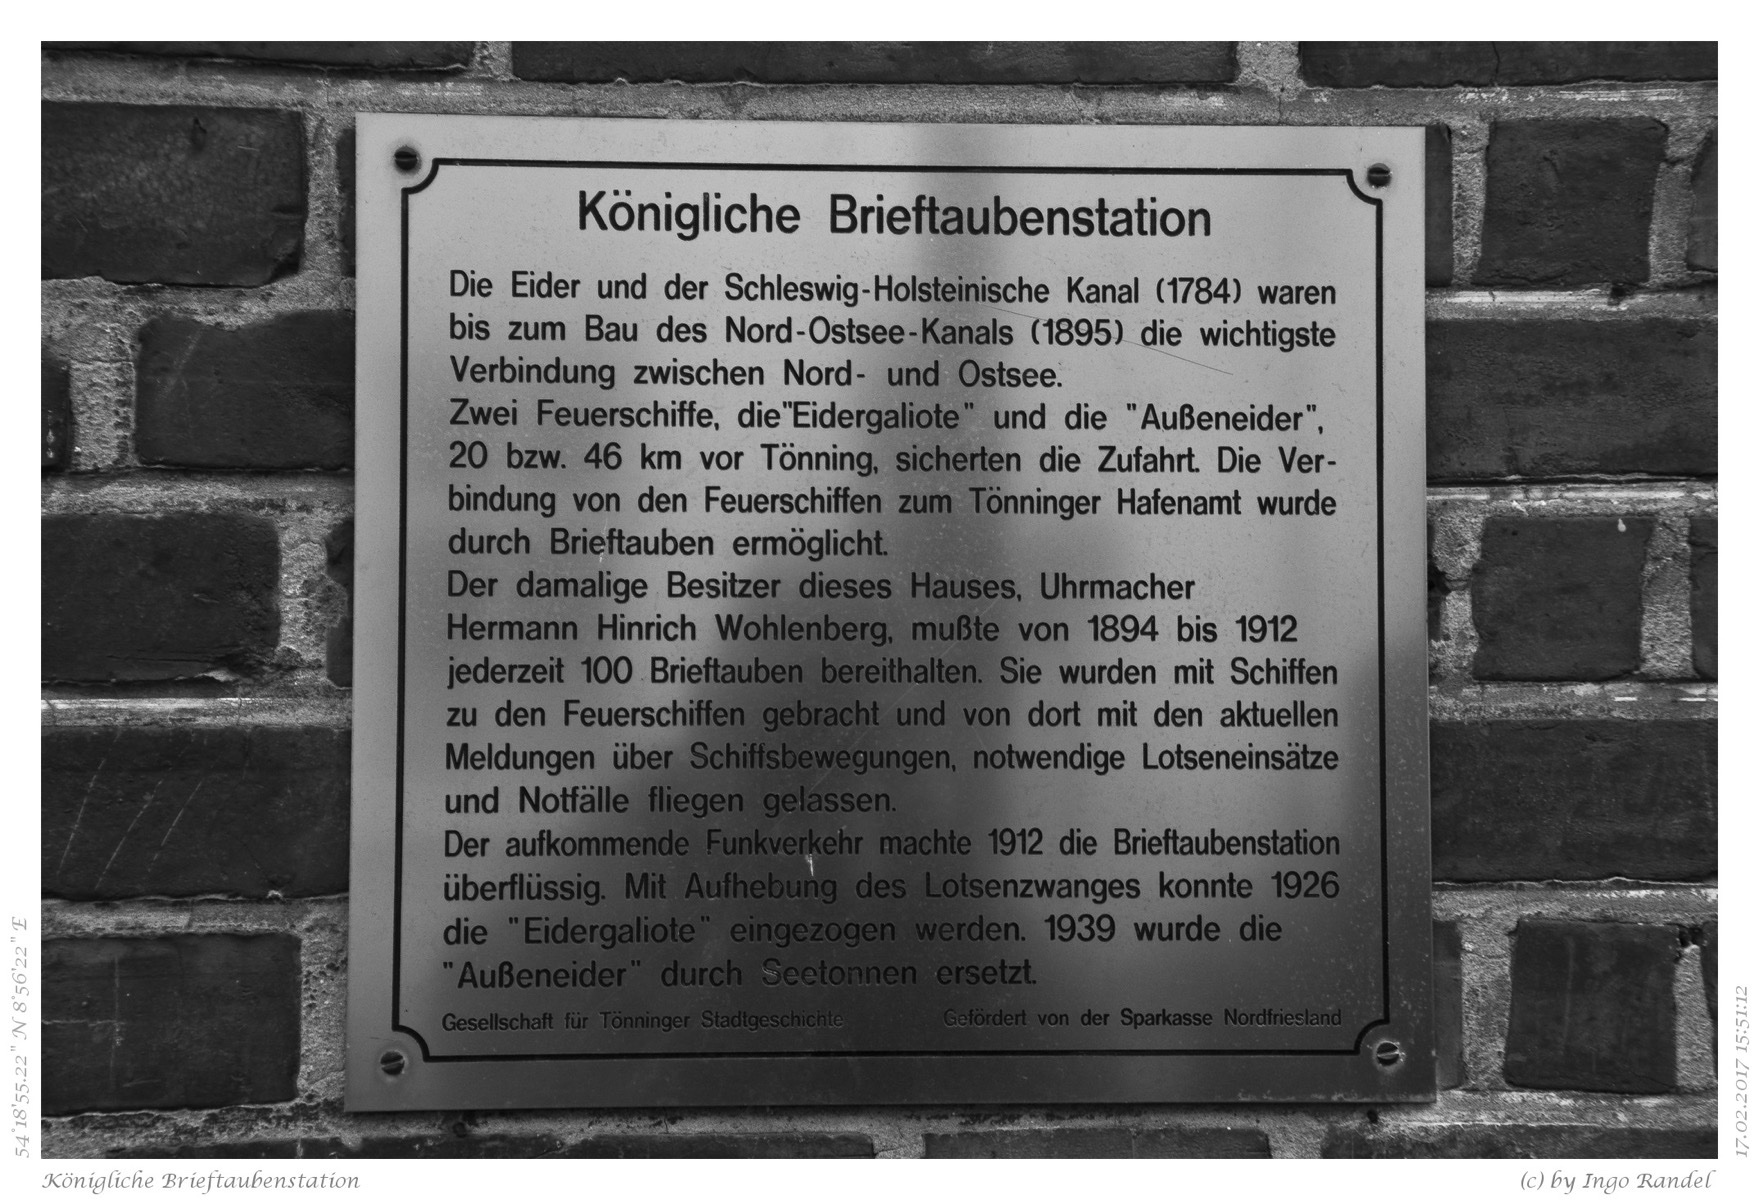 Königliche Brieftaubenstation
Die Eider und der Schleswig-Holsteinische Kanal (1784) waren
bis zum Bau des Nord-Ostsee-Kanals (1895) die wichtigste
Verbindung zwischen Nord- und Ostsee.
Zwei Feuerschiffe, die"Eidergaliote" und die "Außeneider",
20 bzw. 46 km vor Tönning, sicherten die Zufahrt. Die Ver-
bindung von den Feuerschiffen zum Tönninger Hafenamt wurde
durch Brieftauben ermöglicht.
Der damalige Besitzer dieses Hauses, Uhrmacher
Hermann Hinrich Wohlenberg, mußte von 1894 bis 1912
jederzeit 100 Brieftauben bereithalten. Sie wurden mit Schiffen
zu den Feuerschiffen gebracht und von dort mit den aktuellen
Meldungen über Schiffsbewegungen, notwendige Lotseneinsätze
und Notfälle fliegen gelassen.
Der aufkommende Funkverkehr machte 1912 die Brieftaubenstation
überflüssig. Mit Aufhebung des Lotsenzwanges konnte 1926
die "Eidergaliote" eingezogen werden. 1939 wurde die
"Außeneider" durch Seetonnen ersetzt.
Gesellschaft für Tönninger Stadtgeschichte Gefördert von der Sparkasse Nordfriesland
54°18'55.22" N 8°56'22" E
17.02.2017 15:51:12
Königliche Brieftaubenstation
(c) by Ingo Randel